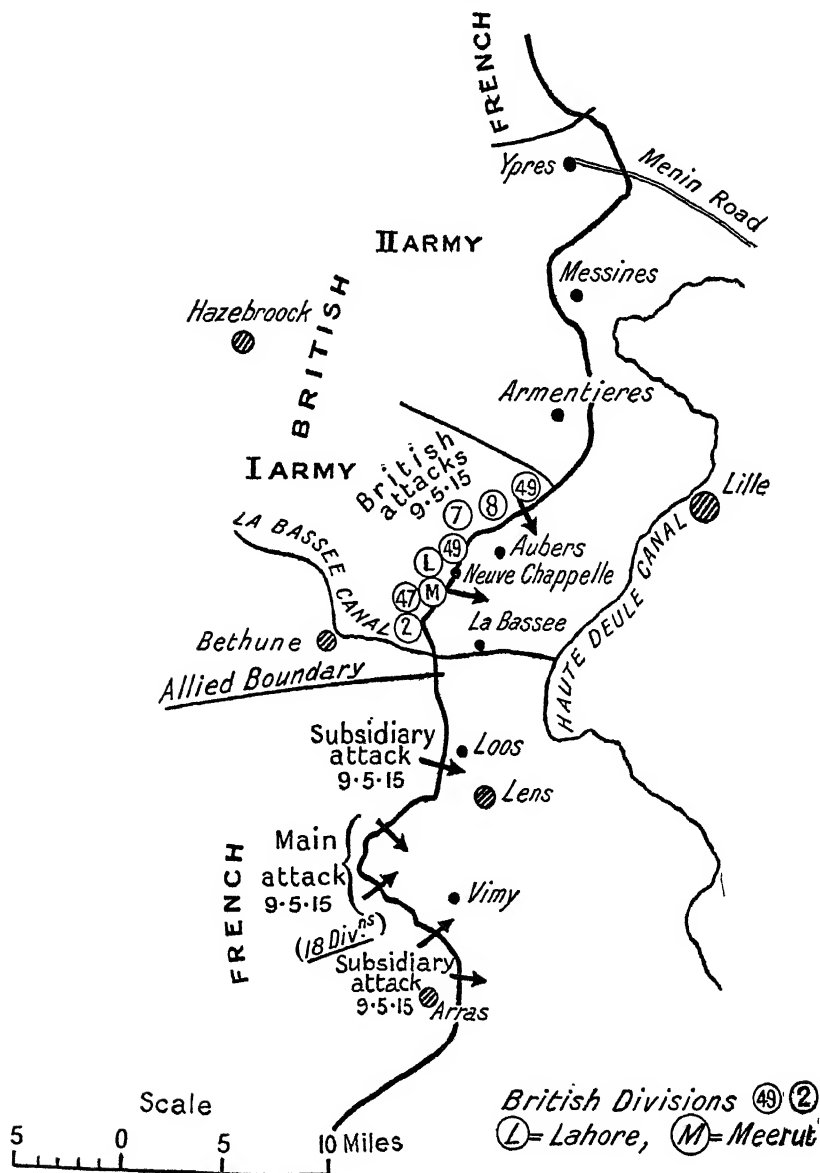 FRENCH
Ypres
Menin Road
II ARMY
Messines
Hazebroock
BRITISH
Armentieres
I ARMY
British
attacks
9·5·15
49
8
7
Lille
LA BASSEE CANAL
49
Aubers
L
Neuve Chappelle
47
M
2
La Bassee
HAUTE DEULE CANAL
Bethune
Allied Boundary
Subsidiary
attack
9·5·15
Loos
Lens
FRENCH
Main
attack
9·5·15
(18 Divns)
Vimy
Subsidiary
attack
9·5·15
Arras
Scale
5 0 5 10 Miles
British Divisions 49 2
L = Lahore, M = Meerut